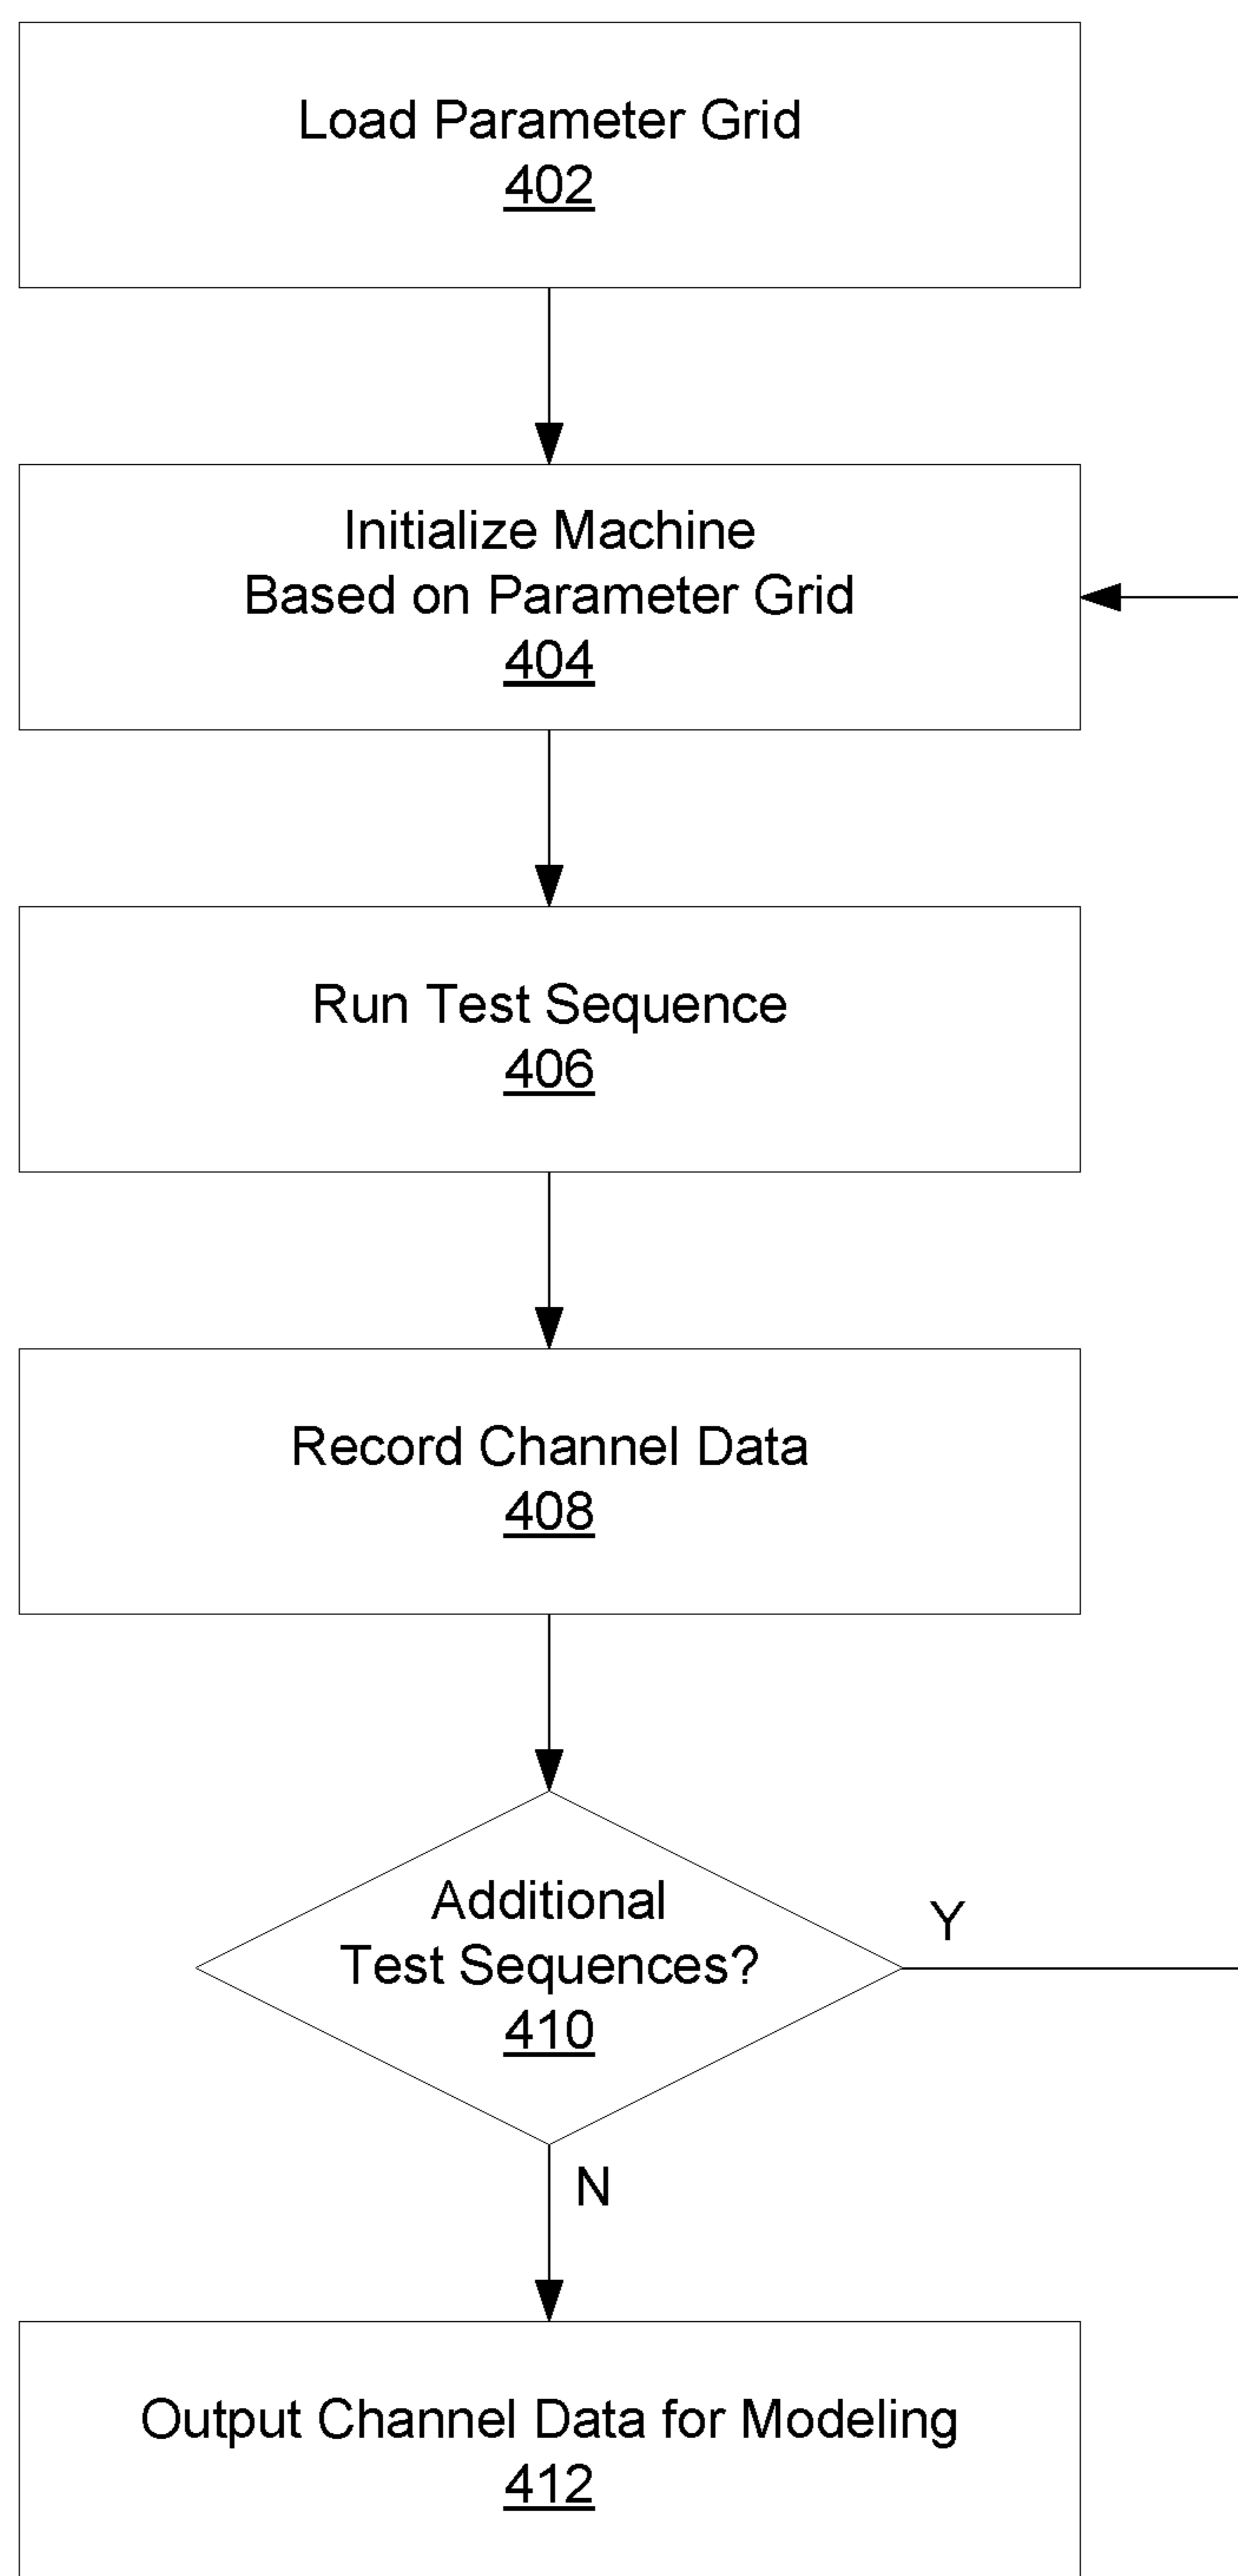 Load Parameter Grid
402
Initialize Machine
Based on Parameter Grid
404
Run Test Sequence
406
Record Channel Data
408
Additional
Test Sequences?
410
Y
N
Output Channel Data for Modeling
412